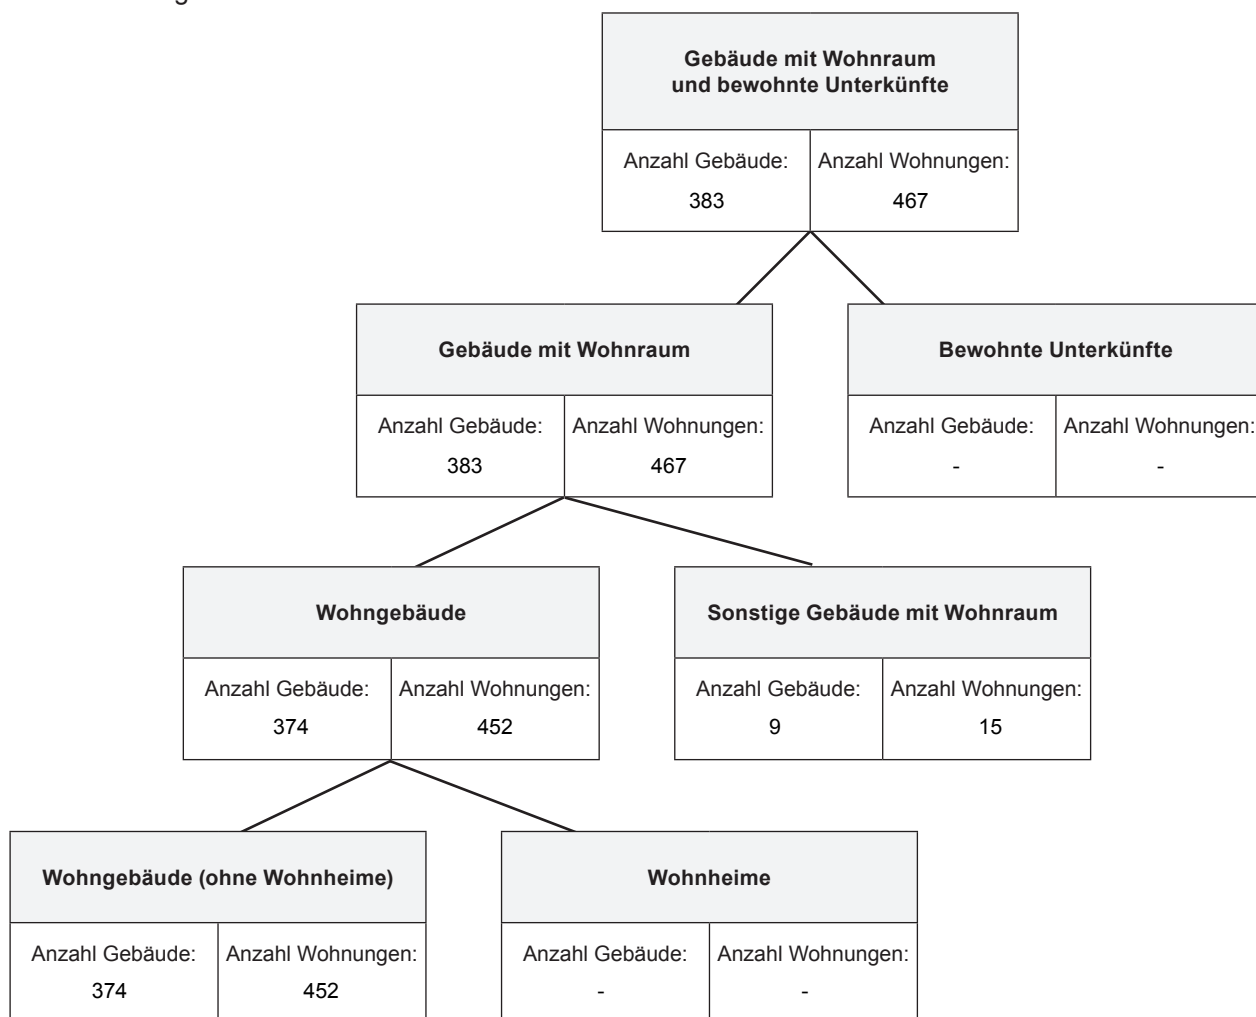 Gebäude mit Wohnraum
und bewohnte Unterkünfte
Anzahl Gebäude: Anzahl Wohnungen:
383 467
Gebäude mit Wohnraum
Anzahl Gebäude: Anzahl Wohnungen:
383 467
Bewohnte Unterkünfte
Anzahl Gebäude: Anzahl Wohnungen:
- -
Wohngebäude
Anzahl Gebäude: Anzahl Wohnungen:
374 452
Sonstige Gebäude mit Wohnraum
Anzahl Gebäude: Anzahl Wohnungen:
9 15
Wohngebäude (ohne Wohnheime)
Anzahl Gebäude: Anzahl Wohnungen:
374 452
Wohnheime
Anzahl Gebäude: Anzahl Wohnungen:
- -